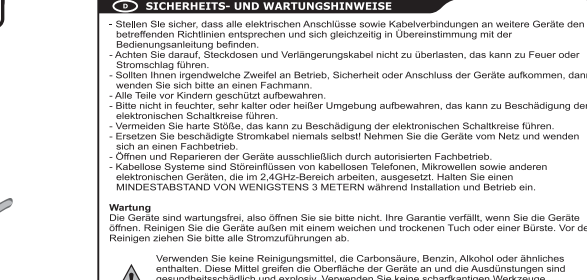 D SICHERHEITS- UND WARTUNGSHINWEISE
- Stellen Sie sicher, dass alle elektrischen Anschlüsse sowie Kabelverbindungen an weitere Geräte den
betreffenden Richtlinien entsprechen und sich gleichzeitig in Übereinstimmung mit der
Bedienungsanleitung befinden.
- Achten Sie darauf, Steckdosen und Verlängerungskabel nicht zu überlasten, das kann zu Feuer oder
Stromschlag führen.
- Sollten Ihnen irgendwelche Zweifel an Betrieb, Sicherheit oder Anschluss der Geräte aufkommen, dann
wenden Sie sich bitte an einen Fachmann.
- Alle Teile vor Kindern geschützt aufbewahren.
- Bitte nicht in feuchter, sehr kalter oder heißer Umgebung aufbewahren, das kann zu Beschädigung der
elektronischen Schaltkreise führen.
- Vermeiden Sie harte Stöße, das kann zu Beschädigung der elektronischen Schaltkreise führen.
- Ersetzen Sie beschädigte Stromkabel niemals selbst! Nehmen Sie die Geräte vom Netz und wenden
sich an einen Fachbetrieb.
- Öffnen und Reparieren der Geräte ausschließlich durch autorisierten Fachbetrieb.
- Kabellose Systeme sind Störeinflüssen von kabellosen Telefonen, Mikrowellen sowie anderen
elektronischen Geräten, die im 2,4GHz-Bereich arbeiten, ausgesetzt. Halten Sie einen
MINDESTABSTAND VON WENIGSTENS 3 METERN während Installation und Betrieb ein.
Wartung
Die Geräte sind wartungsfrei, also öffnen Sie sie bitte nicht. Ihre Garantie verfällt, wenn Sie die Geräte
öffnen. Reinigen Sie die Geräte außen mit einem weichen und trockenen Tuch oder einer Bürste. Vor de
Reinigen ziehen Sie bitte alle Stromzuführungen ab.
Verwenden Sie keine Reinigungsmittel, die Carbonsäure, Benzin, Alkohol oder ähnliches
enthalten. Diese Mittel greifen die Oberfläche der Geräte an und die Ausdünstungen sind
gesundheitsschädlich und explosiv. Verwenden Sie keine scharfkantigen Werkzeuge,